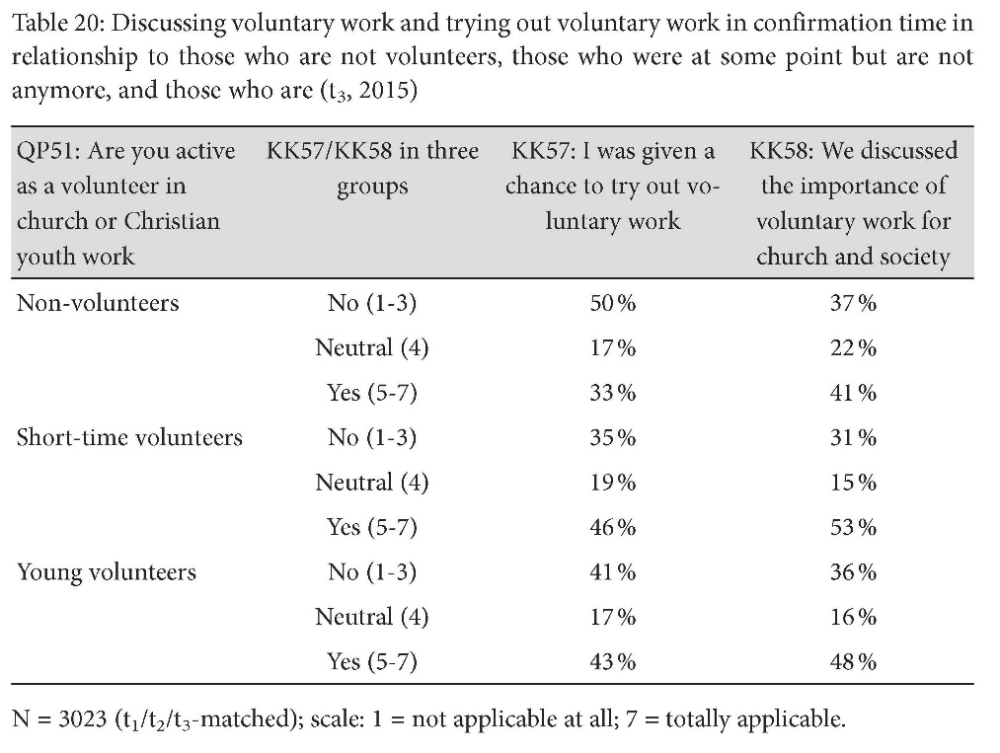 Table 20: Discussing voluntary work and trying out voluntary work in confirmation time in
relationship to those who are not volunteers, those who were at some point but are not
anymore, and those who are (t3, 2015)
QP51: Are you active as a volunteer in church or Christian youth work KK57/KK58 in three groups KK57: I was given a chance to try out vo- luntary work KK58: We discussed the importance of voluntary work for church and society
Non-volunteers No (1-3) 50% 37%
Neutral (4) 17% 22%
Yes (5-7) 33% 41%
Short-time volunteers No (1-3) 35% 31%
Neutral (4) 19% 15%
Yes (5-7) 46% 53%
Young volunteers No (1-3) 41% 36%
Neutral (4) 17% 16%
Yes (5-7) 43% 48%
N = 3023 (t1/t2/t3-matched); scale: 1 = not applicable at all; 7 = totally applicable.